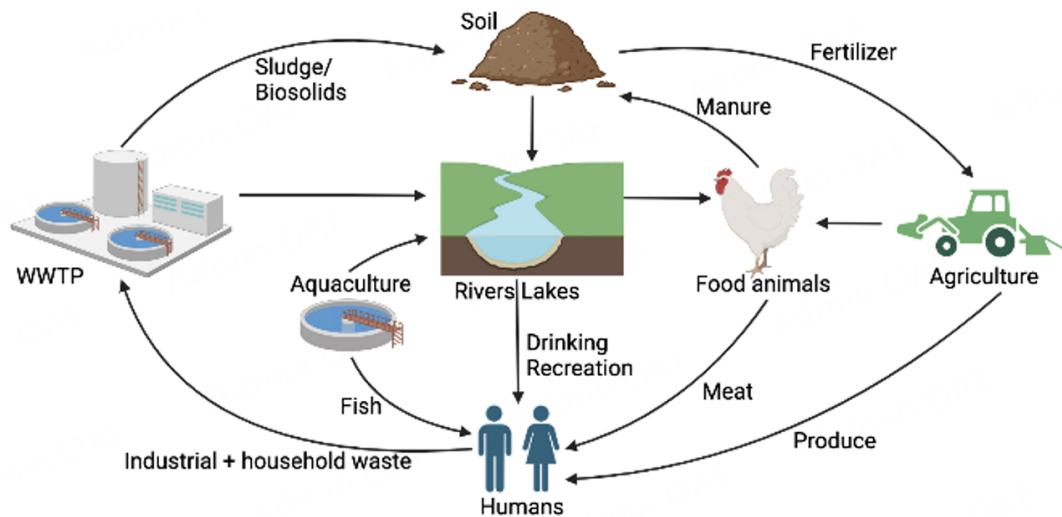 Soil
Sludge/
Biosolids
Fertilizer
Manure
WWTP
Aquaculture
Rivers Lakes
Food animals
Agriculture
Drinking
Recreation
Fish
Meat
Produce
Industrial + household waste
Humans